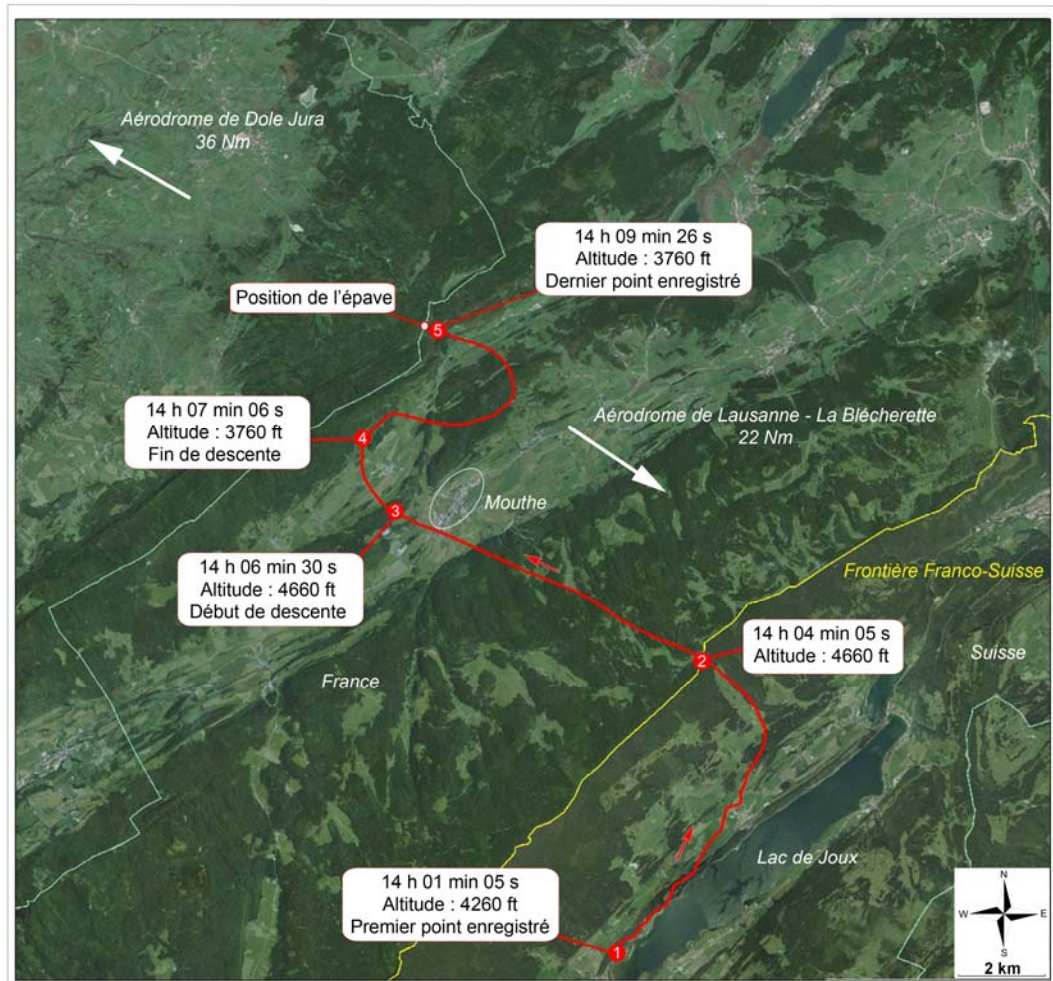 Aérodrome de Dole Jura
36 Nm
14 h 09 min 26 s
Altitude : 3760 ft
Dernier point enregistré
Position de l'épave
5
14 h 07 min 06 s
Altitude : 3760 ft
Fin de descente
4
Aérodrome de Lausanne - La Blécherette
22 Nm
Mouthe
3
14 h 06 min 30 s
Altitude : 4660 ft
Début de descente
Frontière Franco-Suisse
14 h 04 min 05 s
Altitude : 4660 ft
2
Suisse
France
Lac de Joux
14 h 01 min 05 s
Altitude : 4260 ft
Premier point enregistré
1
N
W
E
S
2 km